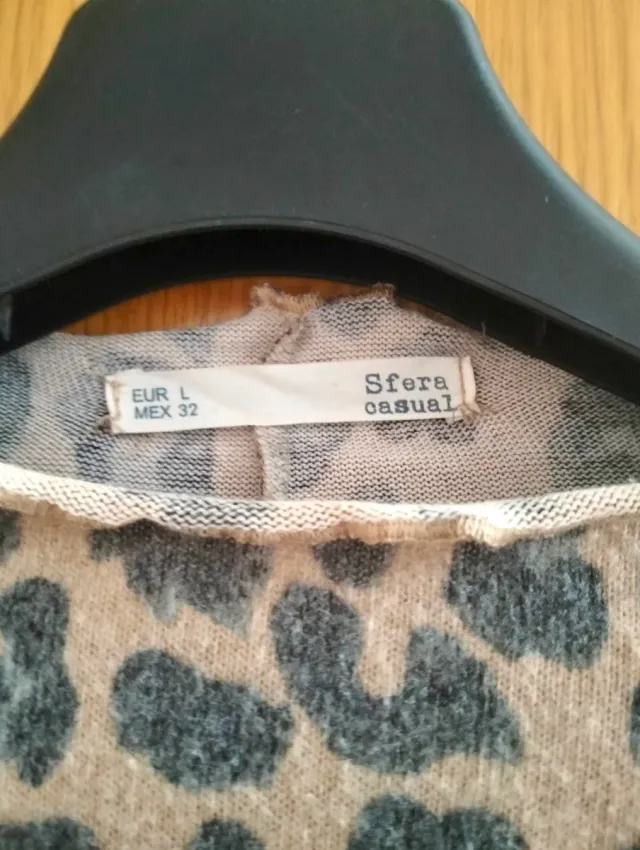 EUR L
MEX 32
Sfera
casual